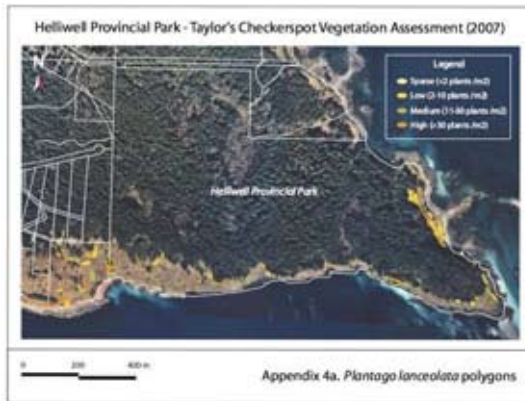 Helliwell Provincial Park - Taylor's Checkerspot Vegetation Assessment (2007)
N
Legend
Sparse (<2 plants /m2)
Low (2-10 plants /m2)
Medium (11-30 plants /m2)
High (>30 plants /m2)
Helliwell Provincial Park
0 200 400 m
Appendix 4a. Plantago lanceolata polygons